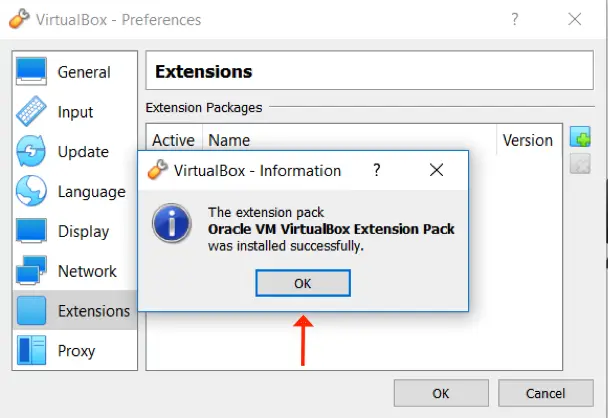 VirtualBox - Preferences ?
General
Input
Update
Language
Display
Network
Extensions
Proxy
Extensions
Extension Packages
Active Name Version
VirtualBox - Information ?
The extension pack
Oracle VM VirtualBox Extension Pack
was installed successfully.
OK
OK Cancel